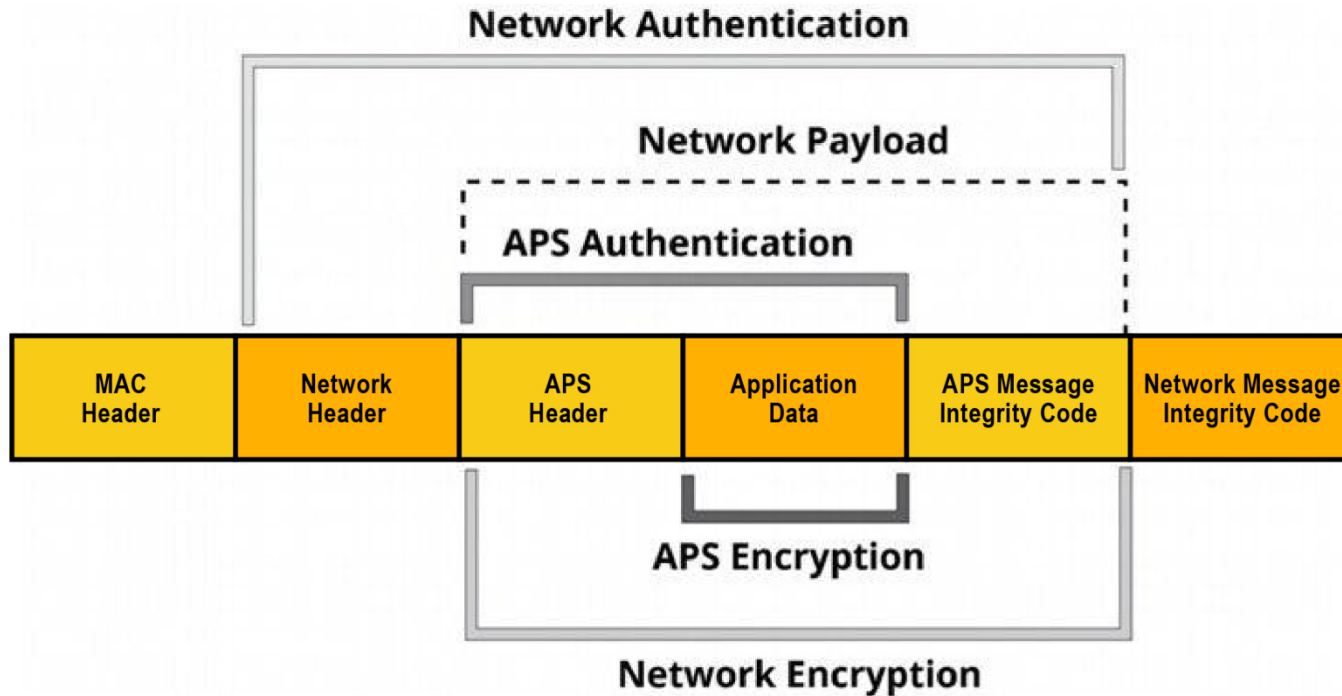 Network Authentication
Network Payload
APS Authentication
MAC
Header
Network
Header
APS
Header
Application
Data
APS Message
Integrity Code
Network Message
Integrity Code
APS Encryption
Network Encryption